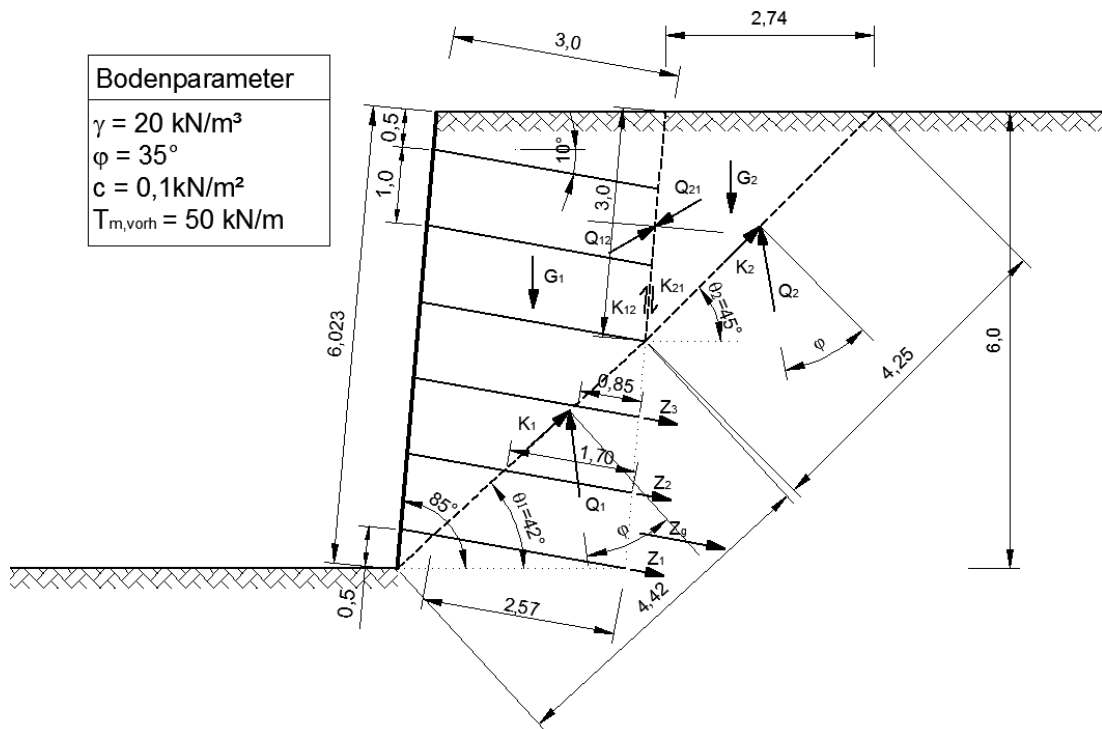 Bodenparameter
γ = 20 kN/m³
φ = 35°
c = 0,1kN/m²
Tm,vorh = 50 kN/m
3,0
2,74
0,5
1,0
10°
3,0
G₂
Q₂₁
Q₁₂
G₁
K₁₂
K₂₁
K₂
Q₂
θ₂=45°
φ
6,023
6,0
4,25
0,85
Z₃
K₁
1,70
Z₂
85°
θ₁=42°
Q₁
φ
Zg
Z₁
0,5
2,57
4,42